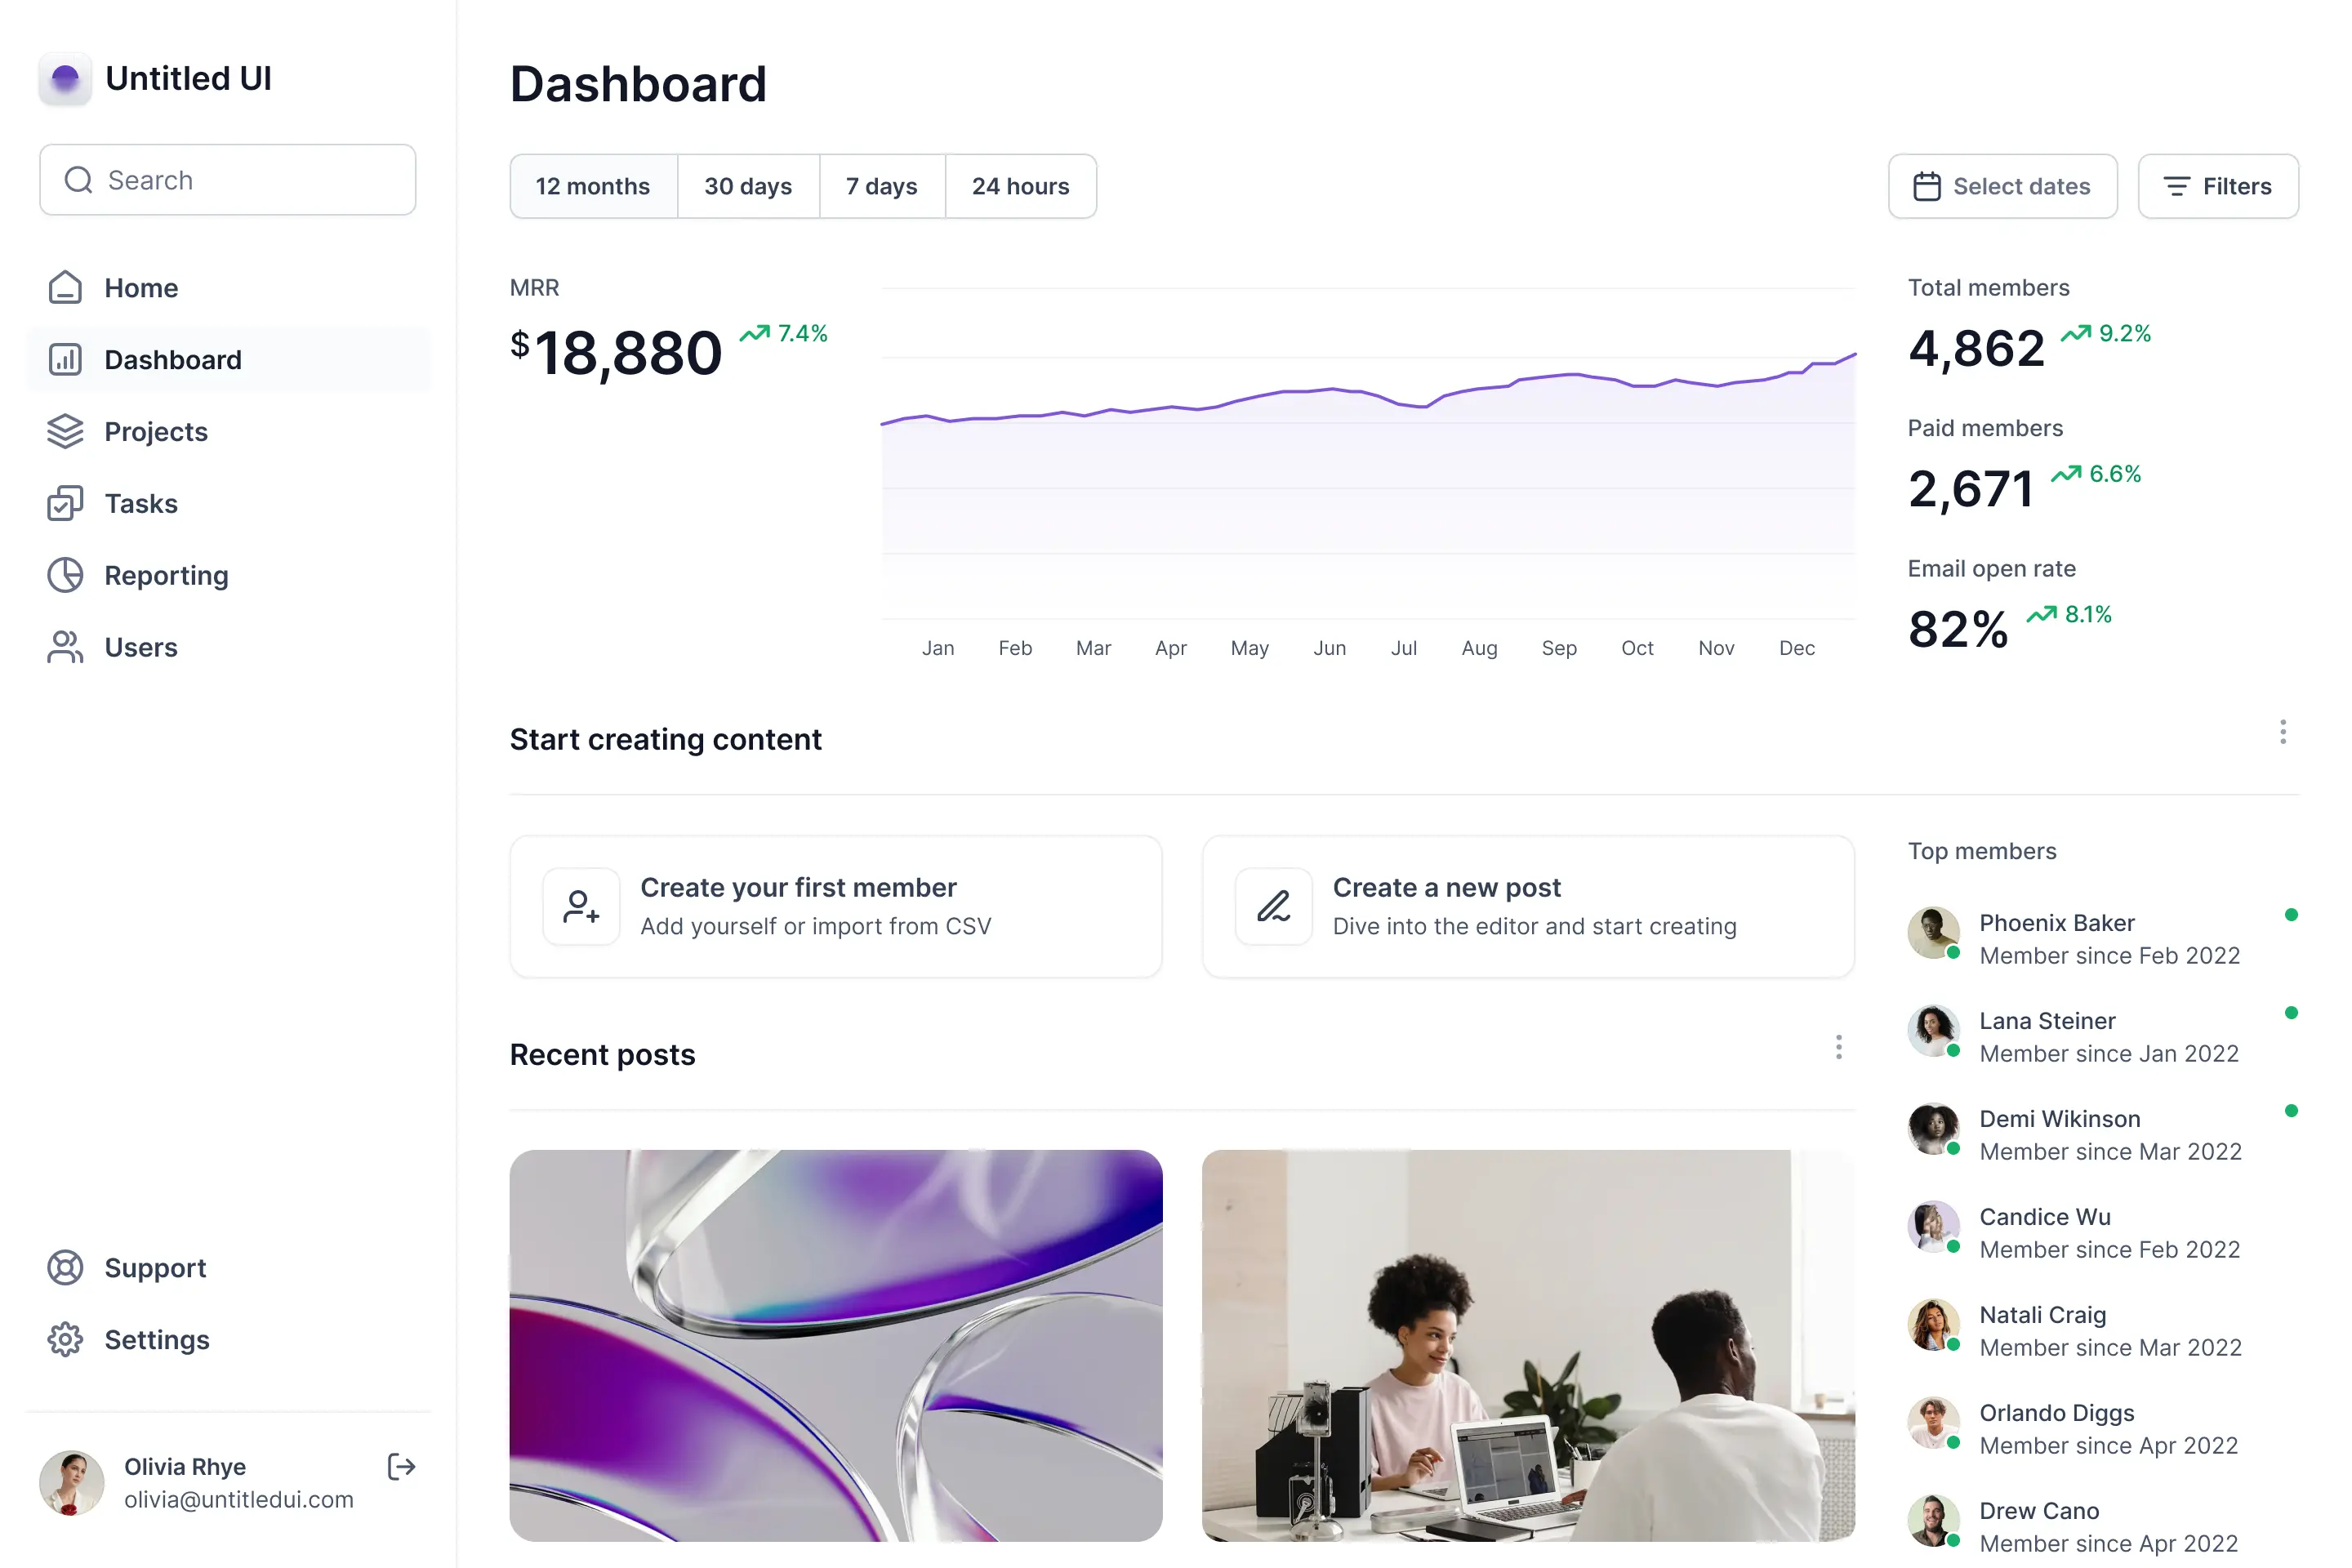 Untitled UI
Search
Home
Dashboard
Projects
Tasks
Reporting
Users
Support
Settings
Olivia Rhye
olivia@untitledui.com
Dashboard
12 months
30 days
7 days
24 hours
Select dates
Filters
MRR
$18,880
7.4%
Jan Feb Mar Apr May Jun Jul Aug Sep Oct Nov Dec
Total members
4,862
9.2%
Paid members
2,671
6.6%
Email open rate
82%
8.1%
Start creating content
Create your first member
Add yourself or import from CSV
Create a new post
Dive into the editor and start creating
Recent posts
Top members
Phoenix Baker
Member since Feb 2022
Lana Steiner
Member since Jan 2022
Demi Wikinson
Member since Mar 2022
Candice Wu
Member since Feb 2022
Natali Craig
Member since Mar 2022
Orlando Diggs
Member since Apr 2022
Drew Cano
Member since Apr 2022